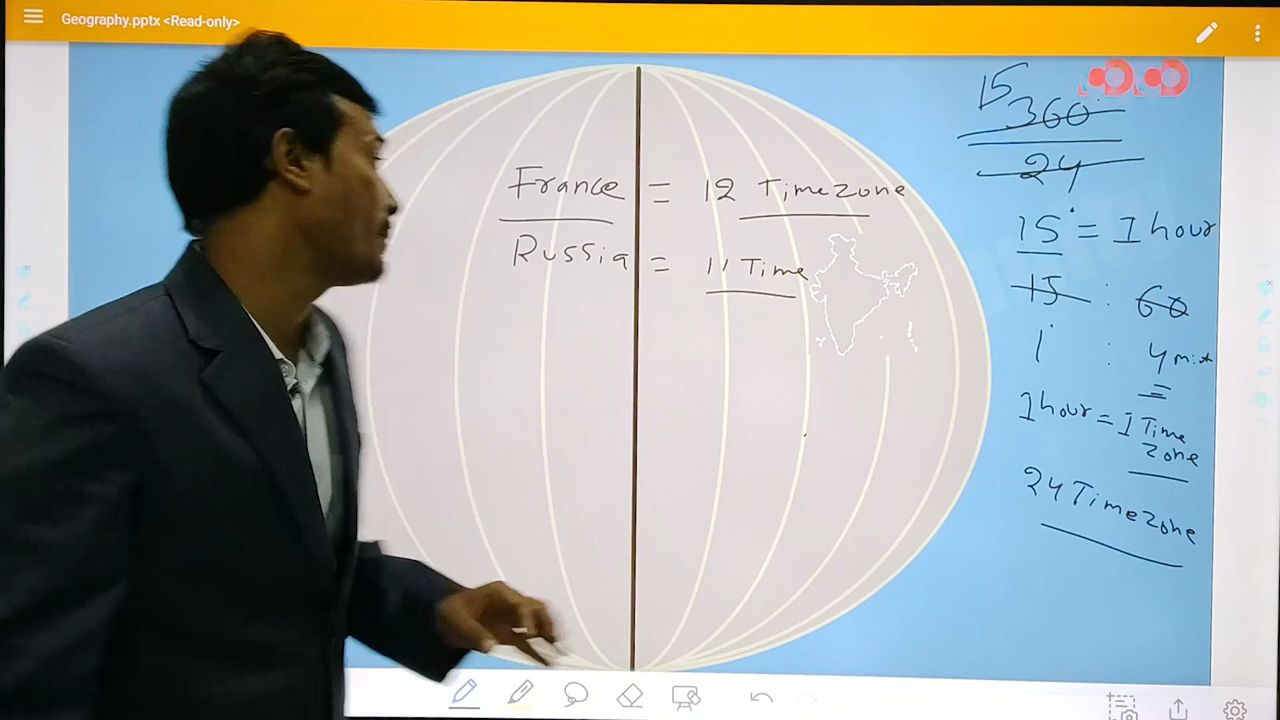 Geography.pptx <Read-only>
France = 12 Timezone
Russia = 11 Time
15
360°
24
15° = 1 hour
15 : 60
1° : 4 min
1 hour = 1 Time
zone
24 Timezone